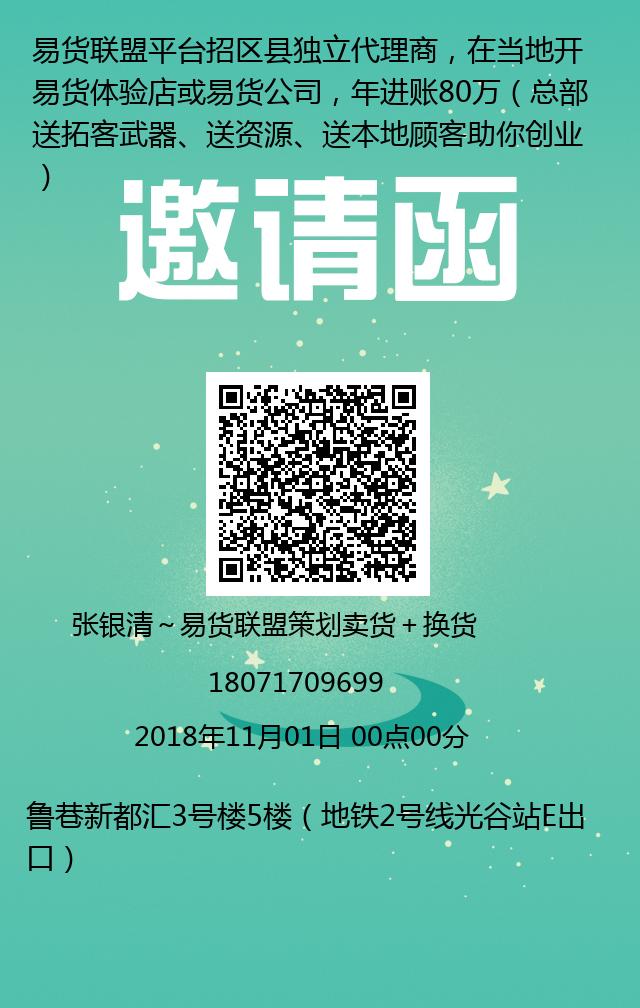 易货联盟平台招区县独立代理商，在当地开
易货体验店或易货公司，年进账80万（总部
送拓客武器、送资源、送本地顾客助你创业
）
邀请函
张银清～易货联盟策划卖货＋换货
18071709699
2018年11月01日 00点00分
鲁巷新都汇3号楼5楼（地铁2号线光谷站E出
口）